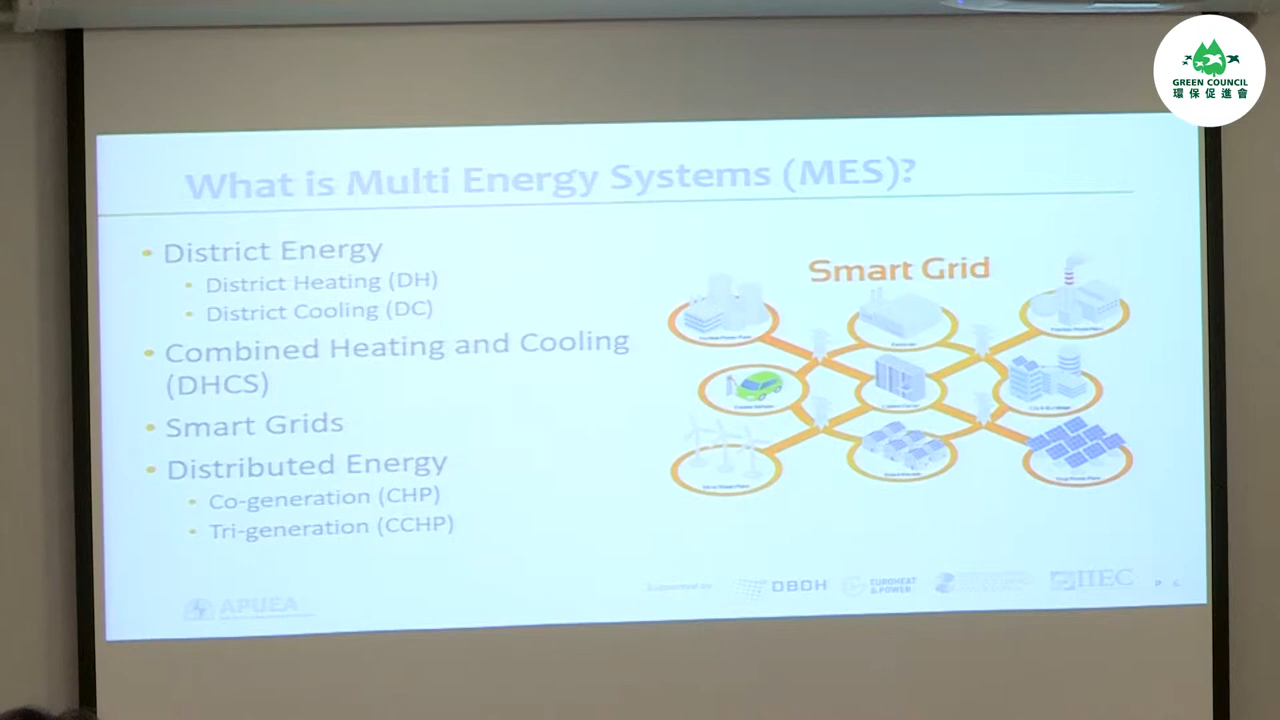 GREEN COUNCIL
環保促進會
What is Multi Energy Systems (MES)?
• District Energy
• District Heating (DH)
• District Cooling (DC)
• Combined Heating and Cooling
(DHCS)
• Smart Grids
• Distributed Energy
• Co-generation (CHP)
• Tri-generation (CCHP)
Smart Grid
APUEA
Supported by
DBDH
EUROHEAT
& POWER
IIEC